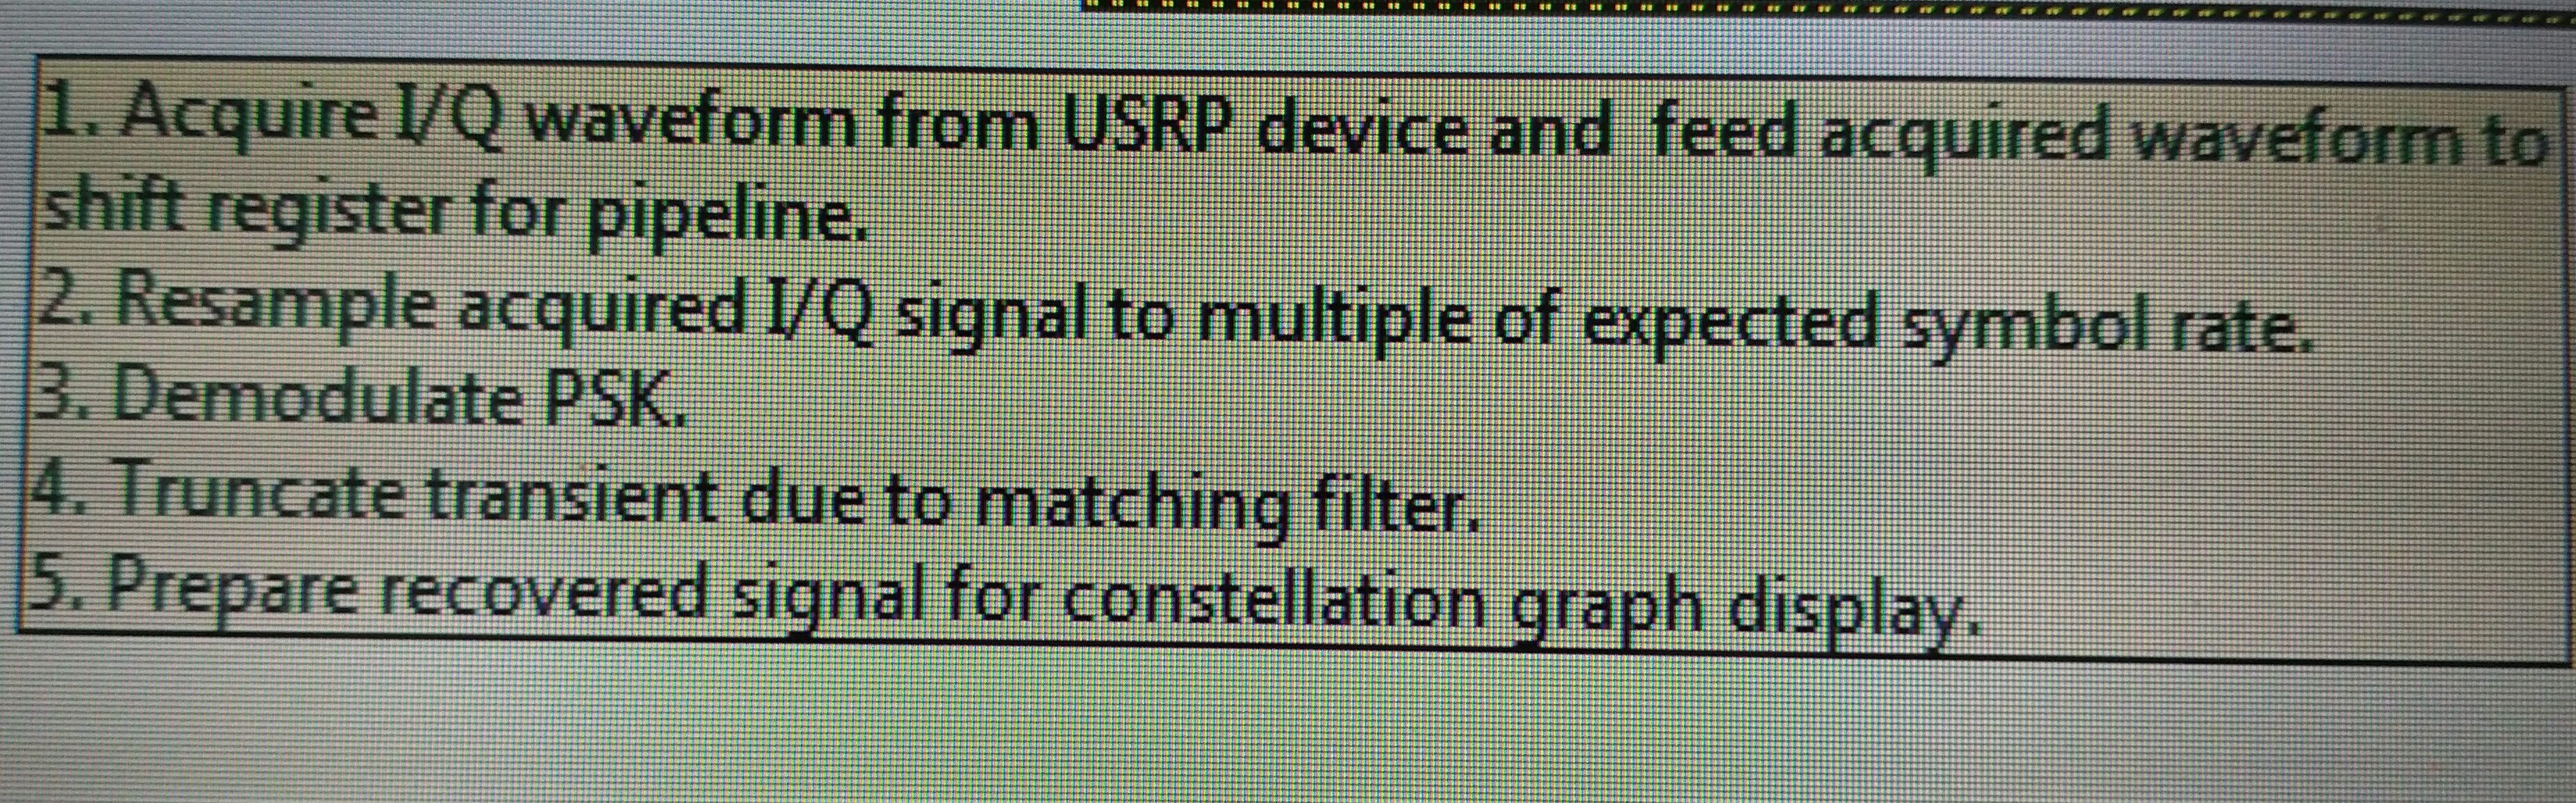 1. Acquire I/Q waveform from USRP device and  feed acquired waveform to
shift register for pipeline.
2. Resample acquired I/Q signal to multiple of expected symbol rate.
3. Demodulate PSK.
4. Truncate transient due to matching filter.
5. Prepare recovered signal for constellation graph display.